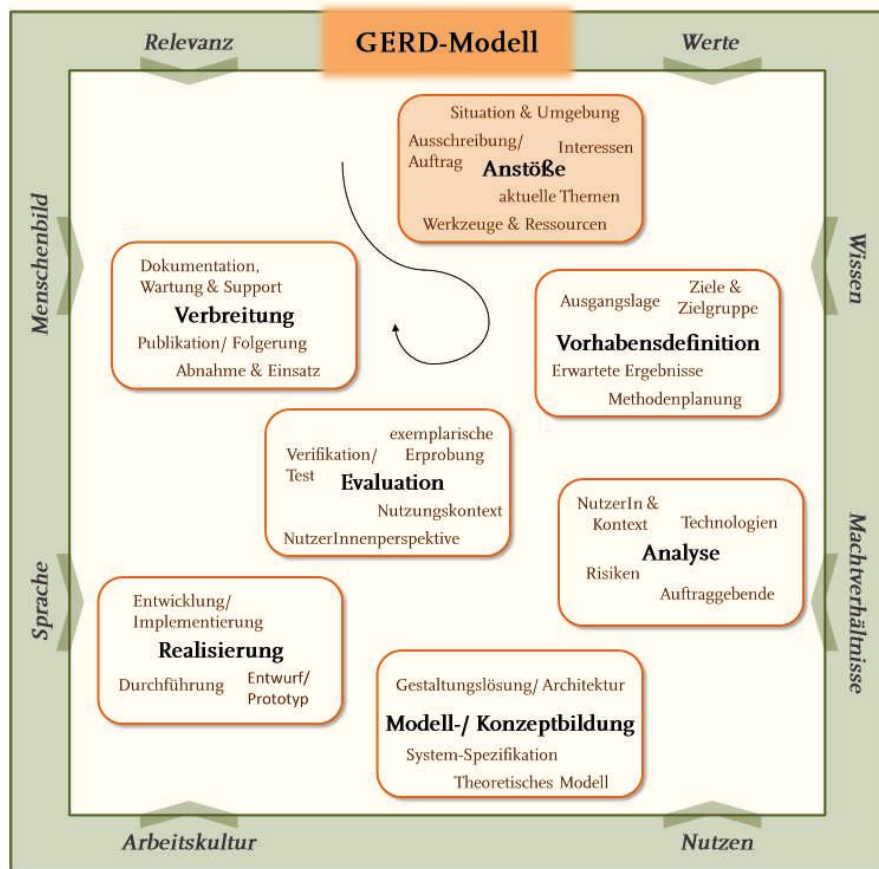 GERD-Modell
Relevanz
Werte
Menschenbild
Wissen
Sprache
Machtverhältnisse
Arbeitskultur
Nutzen
Situation & Umgebung
Ausschreibung/
Auftrag
Interessen
Anstöße
aktuelle Themen
Werkzeuge & Ressourcen
Dokumentation,
Wartung & Support
Verbreitung
Publikation/ Folgerung
Abnahme & Einsatz
Ausgangslage
Ziele &
Zielgruppe
Vorhabensdefinition
Erwartete Ergebnisse
Methodenplanung
exemplarische
Erprobung
Verifikation/
Test
Evaluation
Nutzungskontext
NutzerInnenperspektive
NutzerIn &
Kontext
Technologien
Analyse
Risiken
Auftraggebende
Entwicklung/
Implementierung
Realisierung
Durchführung
Entwurf/
Prototyp
Gestaltungslösung/ Architektur
Modell-/ Konzeptbildung
System-Spezifikation
Theoretisches Modell